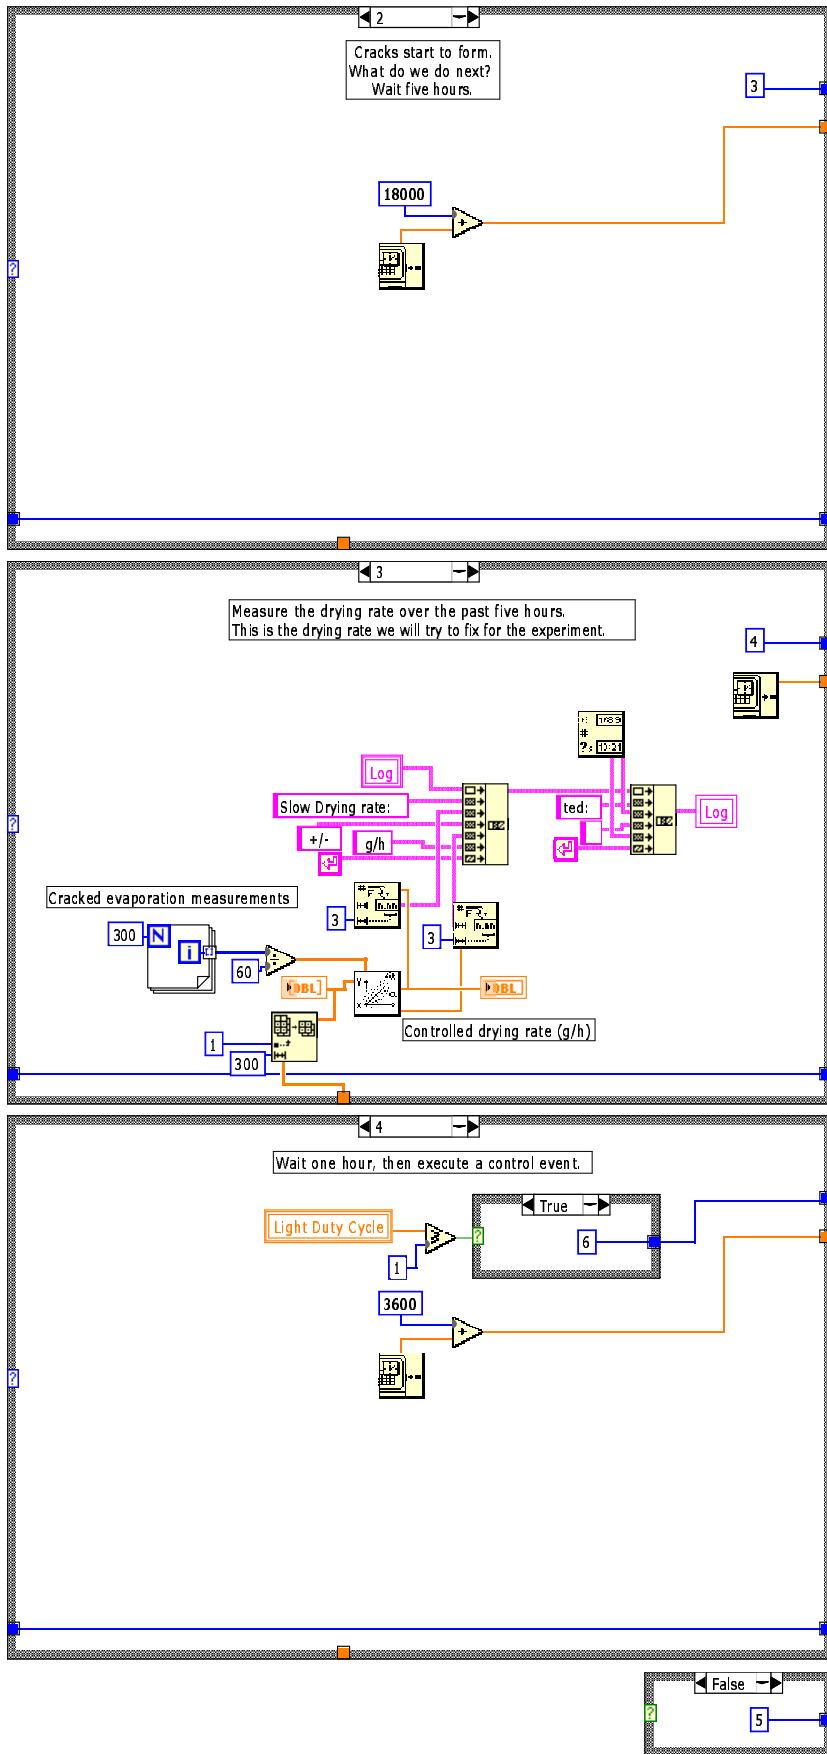 2
Cracks start to form.
What do we do next?
Wait five hours.
3
18000
+
?
3
Measure the drying rate over the past five hours.
This is the drying rate we will try to fix for the experiment.
4
Log
Slow Drying rate:
+/-
g/h
ted:
Log
?
Cracked evaporation measurements
3
3
300
N
i
60
DBL
DBL
Controlled drying rate (g/h)
1
300
4
Wait one hour, then execute a control event.
Light Duty Cycle
True
?
6
1
3600
+
?
False
?
5